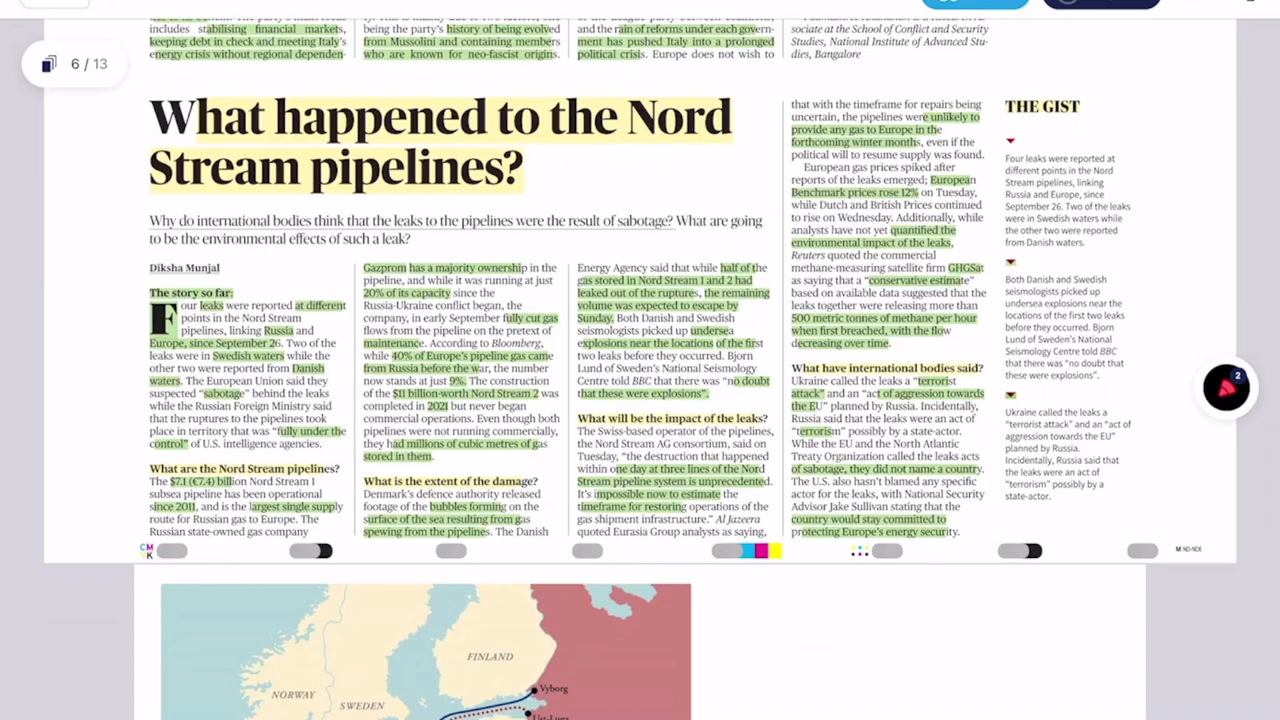 includes stabilising financial markets,
keeping debt in check and meeting Italy's
energy crisis without regional dependen-
being the party's history of being evolved
from Mussolini and containing members
who are known for neo-fascist origins.
and the rain of reforms under each govern-
ment has pushed Italy into a prolonged
political crisis. Europe does not wish to
sociate at the School of Conflict and Security
Studies, National Institute of Advanced Stu-
dies, Bangalore
6 / 13
What happened to the Nord
Stream pipelines?
Why do international bodies think that the leaks to the pipelines were the result of sabotage? What are going
to be the environmental effects of such a leak?
Diksha Munjal
The story so far:
Four leaks were reported at different
points in the Nord Stream
pipelines, linking Russia and
Europe, since September 26. Two of the
leaks were in Swedish waters while the
other two were reported from Danish
waters. The European Union said they
suspected “sabotage” behind the leaks
while the Russian Foreign Ministry said
that the ruptures to the pipelines took
place in territory that was “fully under the
control” of U.S. intelligence agencies.
What are the Nord Stream pipelines?
The $7.1 (€7.4) billion Nord Stream 1
subsea pipeline has been operational
since 2011, and is the largest single supply
route for Russian gas to Europe. The
Russian state-owned gas company
Gazprom has a majority ownership in the
pipeline, and while it was running at just
20% of its capacity since the
Russia-Ukraine conflict began, the
company, in early September fully cut gas
flows from the pipeline on the pretext of
maintenance. According to Bloomberg,
while 40% of Europe's pipeline gas came
from Russia before the war, the number
now stands at just 9%. The construction
of the $11 billion-worth Nord Stream 2 was
completed in 2021 but never began
commercial operations. Even though both
pipelines were not running commercially,
they had millions of cubic metres of gas
stored in them.
What is the extent of the damage?
Denmark's defence authority released
footage of the bubbles forming on the
surface of the sea resulting from gas
spewing from the pipelines. The Danish
Energy Agency said that while half of the
gas stored in Nord Stream 1 and 2 had
leaked out of the ruptures, the remaining
volume was expected to escape by
Sunday. Both Danish and Swedish
seismologists picked up undersea
explosions near the locations of the first
two leaks before they occurred. Bjorn
Lund of Sweden's National Seismology
Centre told BBC that there was “no doubt
that these were explosions”.
What will be the impact of the leaks?
The Swiss-based operator of the pipelines,
the Nord Stream AG consortium, said on
Tuesday, “the destruction that happened
within one day at three lines of the Nord
Stream pipeline system is unprecedented.
It's impossible now to estimate the
timeframe for restoring operations of the
gas shipment infrastructure.” Al Jazeera
quoted Eurasia Group analysts as saying,
that with the timeframe for repairs being
uncertain, the pipelines were unlikely to
provide any gas to Europe in the
forthcoming winter months, even if the
political will to resume supply was found.
European gas prices spiked after
reports of the leaks emerged; European
Benchmark prices rose 12% on Tuesday,
while Dutch and British Prices continued
to rise on Wednesday. Additionally, while
analysts have not yet quantified the
environmental impact of the leaks,
Reuters quoted the commercial
methane-measuring satellite firm GHGSat
as saying that a “conservative estimate”
based on available data suggested that the
leaks together were releasing more than
500 metric tonnes of methane per hour
when first breached, with the flow
decreasing over time.
What have international bodies said?
Ukraine called the leaks a “terrorist
attack” and an “act of aggression towards
the EU” planned by Russia. Incidentally,
Russia said that the leaks were an act of
“terrorism” possibly by a state-actor.
While the EU and the North Atlantic
Treaty Organization called the leaks acts
of sabotage, they did not name a country.
The U.S. also hasn't blamed any specific
actor for the leaks, with National Security
Advisor Jake Sullivan stating that the
country would stay committed to
protecting Europe's energy security.
THE GIST
Four leaks were reported at
different points in the Nord
Stream pipelines, linking
Russia and Europe, since
September 26. Two of the leaks
were in Swedish waters while
the other two were reported
from Danish waters.
Both Danish and Swedish
seismologists picked up
undersea explosions near the
locations of the first two leaks
before they occurred. Bjorn
Lund of Sweden's National
Seismology Centre told BBC
that there was “no doubt that
these were explosions”.
Ukraine called the leaks a
“terrorist attack” and an “act of
aggression towards the EU”
planned by Russia.
Incidentally, Russia said that
the leaks were an act of
“terrorism” possibly by a
state-actor.
CM
YK
M ND-NDE
2
FINLAND
NORWAY
SWEDEN
Vyborg
Ust-Luga